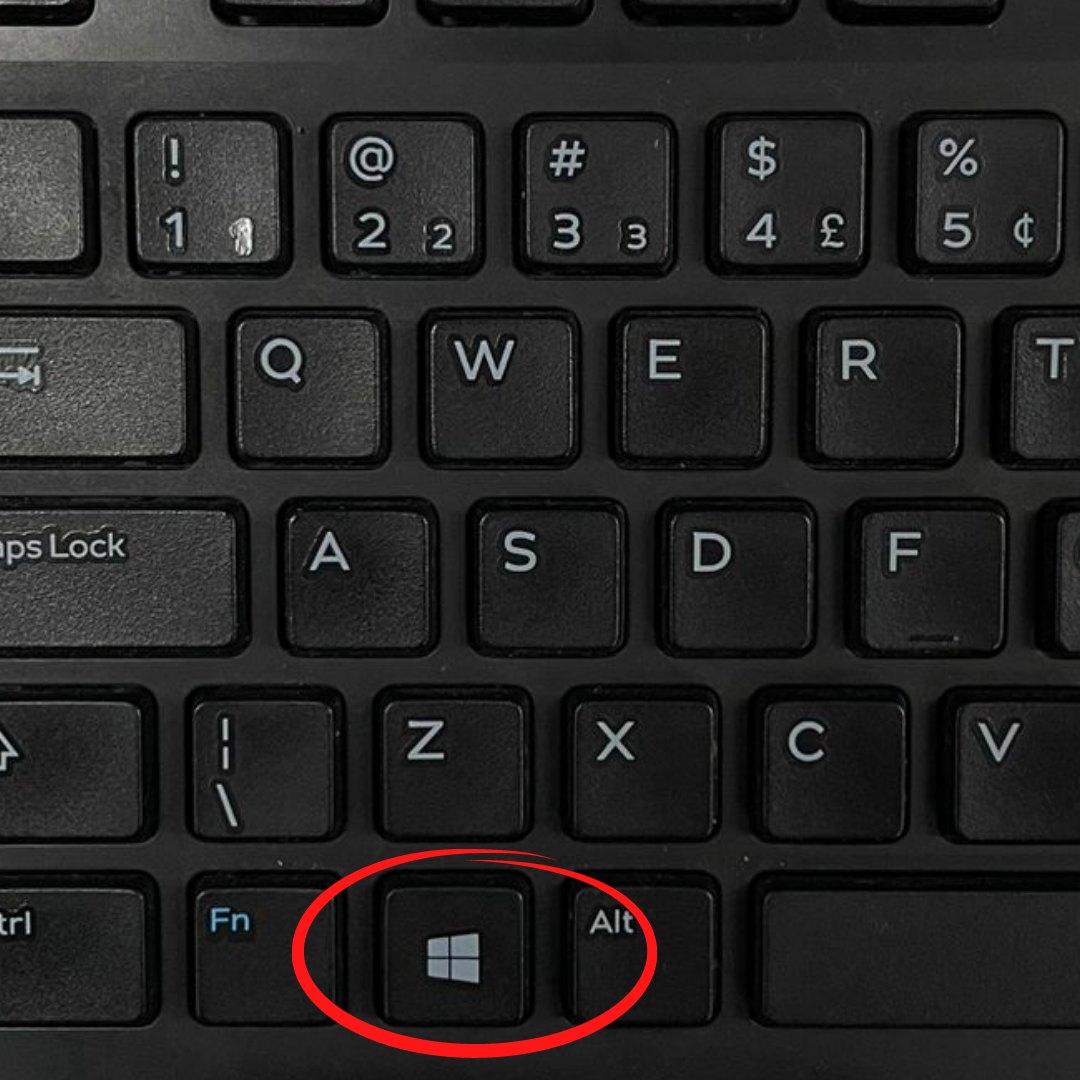 ! @ # $ %
1 1 2 2 3 3 4 £ 5 ¢
Q W E R T
aps Lock A S D F
¦ Z X C V
\
trl Fn Alt